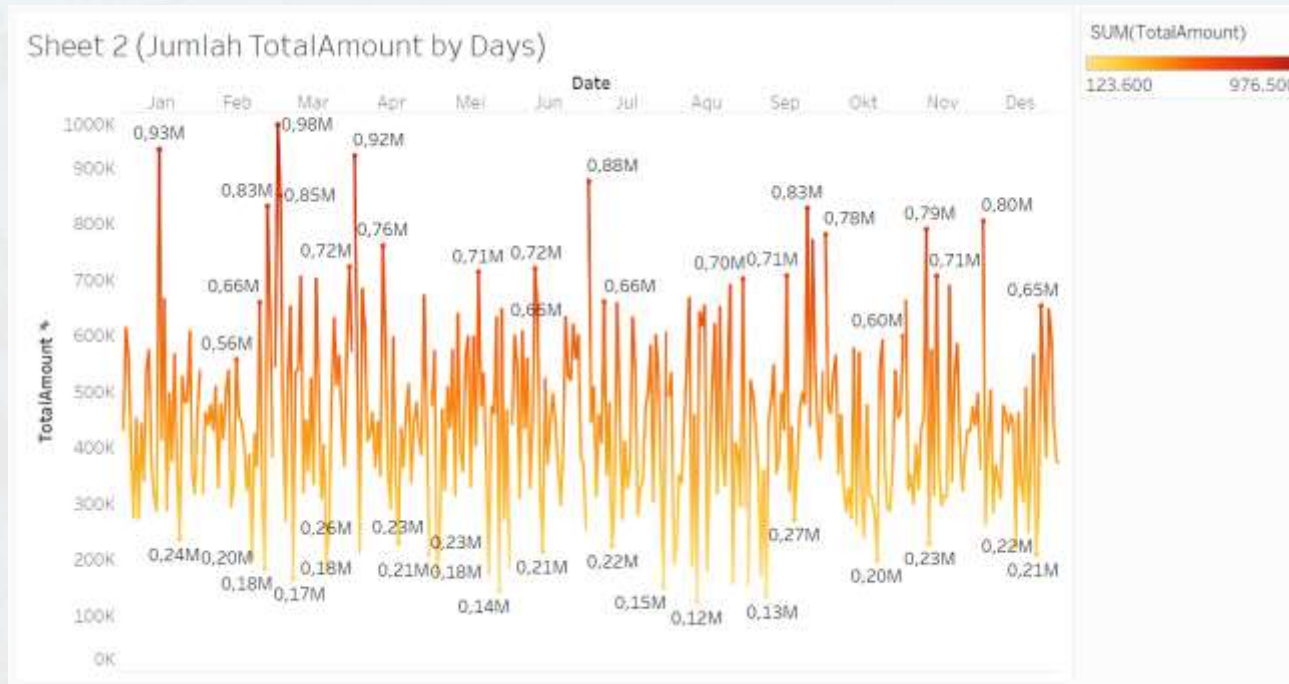 Sheet 2 (Jumlah TotalAmount by Days)
SUM(TotalAmount)
123.600 976.500
Date
Jan Feb Mar Apr Mei Jun Jul Agu Sep Okt Nov Des
TotalAmount
1000K
900K
800K
700K
600K
500K
400K
300K
200K
100K
0K
0,93M 0,98M 0,92M
0,88M
0,83M 0,85M 0,83M
0,80M
0,78M 0,79M
0,76M
0,72M 0,71M 0,72M 0,70M 0,71M 0,71M
0,66M 0,66M 0,65M
0,66M
0,60M
0,56M
0,26M 0,23M 0,27M
0,23M
0,24M 0,20M 0,22M
0,18M 0,21M 0,18M 0,21M 0,22M 0,20M 0,23M 0,21M
0,18M 0,17M
0,14M 0,15M
0,12M 0,13M